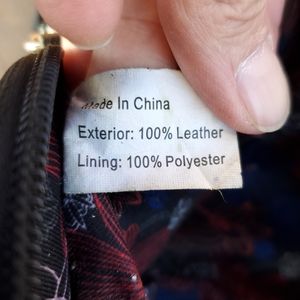 Made In China
Exterior: 100% Leather
Lining: 100% Polyester